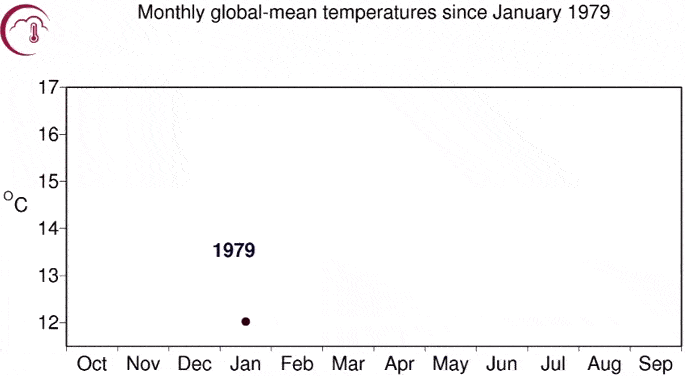 Monthly global-mean temperatures since January 1979
17
16
15
°C
14
1979
13
12
Oct Nov Dec Jan Feb Mar Apr May Jun Jul Aug Sep